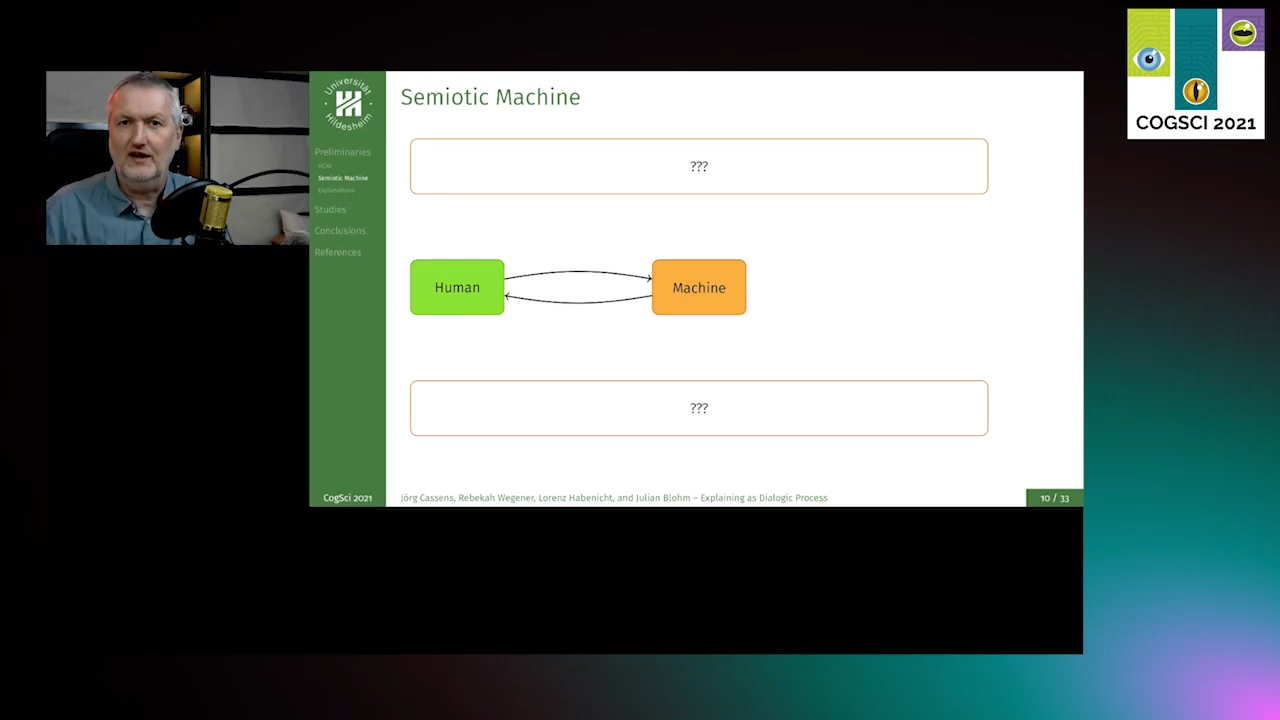 COGSCI 2021
Universität
Hildesheim
Preliminaries
HCAI
Semiotic Machine
Explanations
Studies
Conclusions
References
CogSci 2021
Semiotic Machine
???
Human
Machine
???
Jörg Cassens, Rebekah Wegener, Lorenz Habenicht, and Julian Blohm – Explaining as Dialogic Process
10 / 33